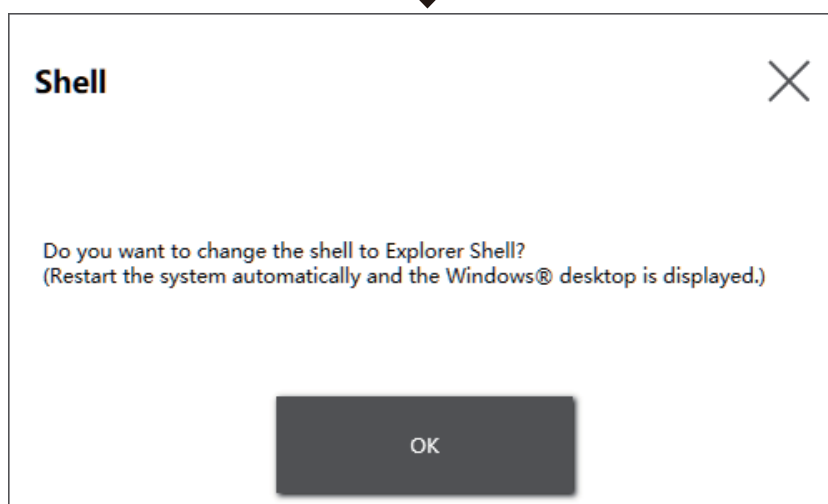 Shell
Do you want to change the shell to Explorer Shell?
(Restart the system automatically and the Windows® desktop is displayed.)
OK